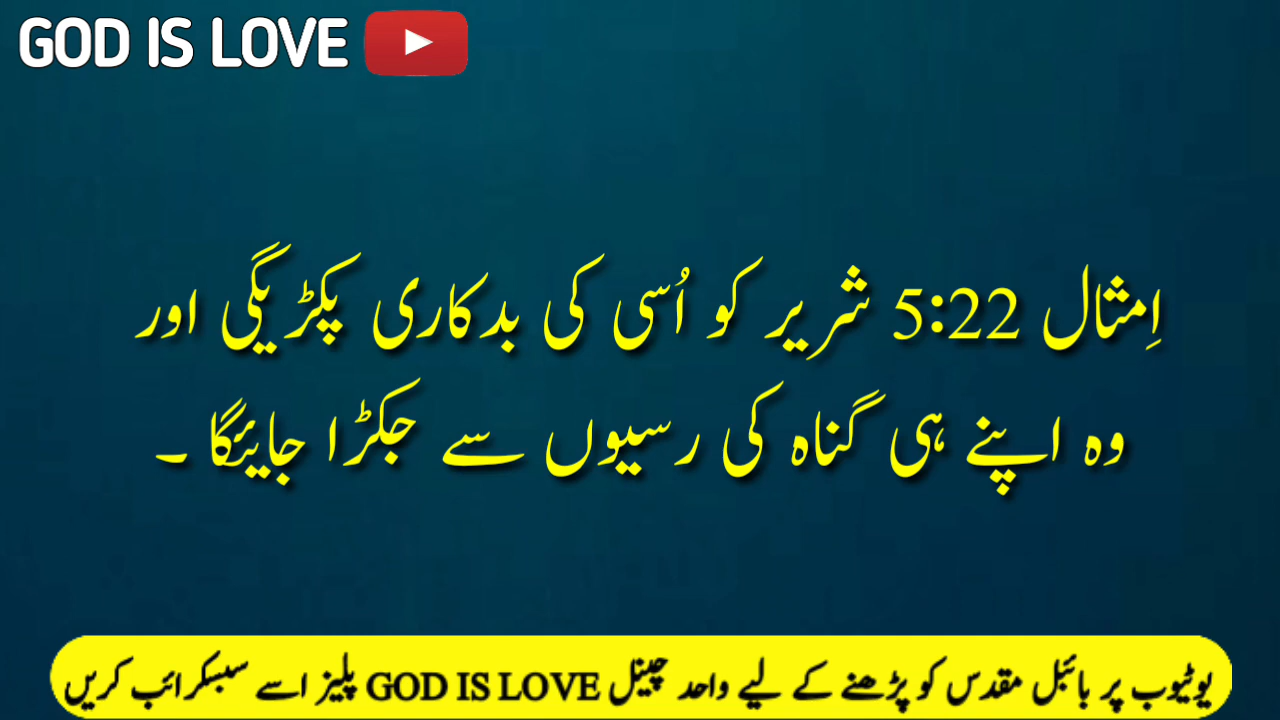 GOD IS LOVE
اِمثال 5:22 شریر کو اُسی کی بدکاری پکڑیگی اور
وہ اپنے ہی گناہ کی رسیوں سے جکڑا جائیگا ۔
یوٹیوب پر بائبل مقدس کو پڑھنے کے لیے واحد چینل GOD IS LOVE پلیز اسے سبسکرائب کریں